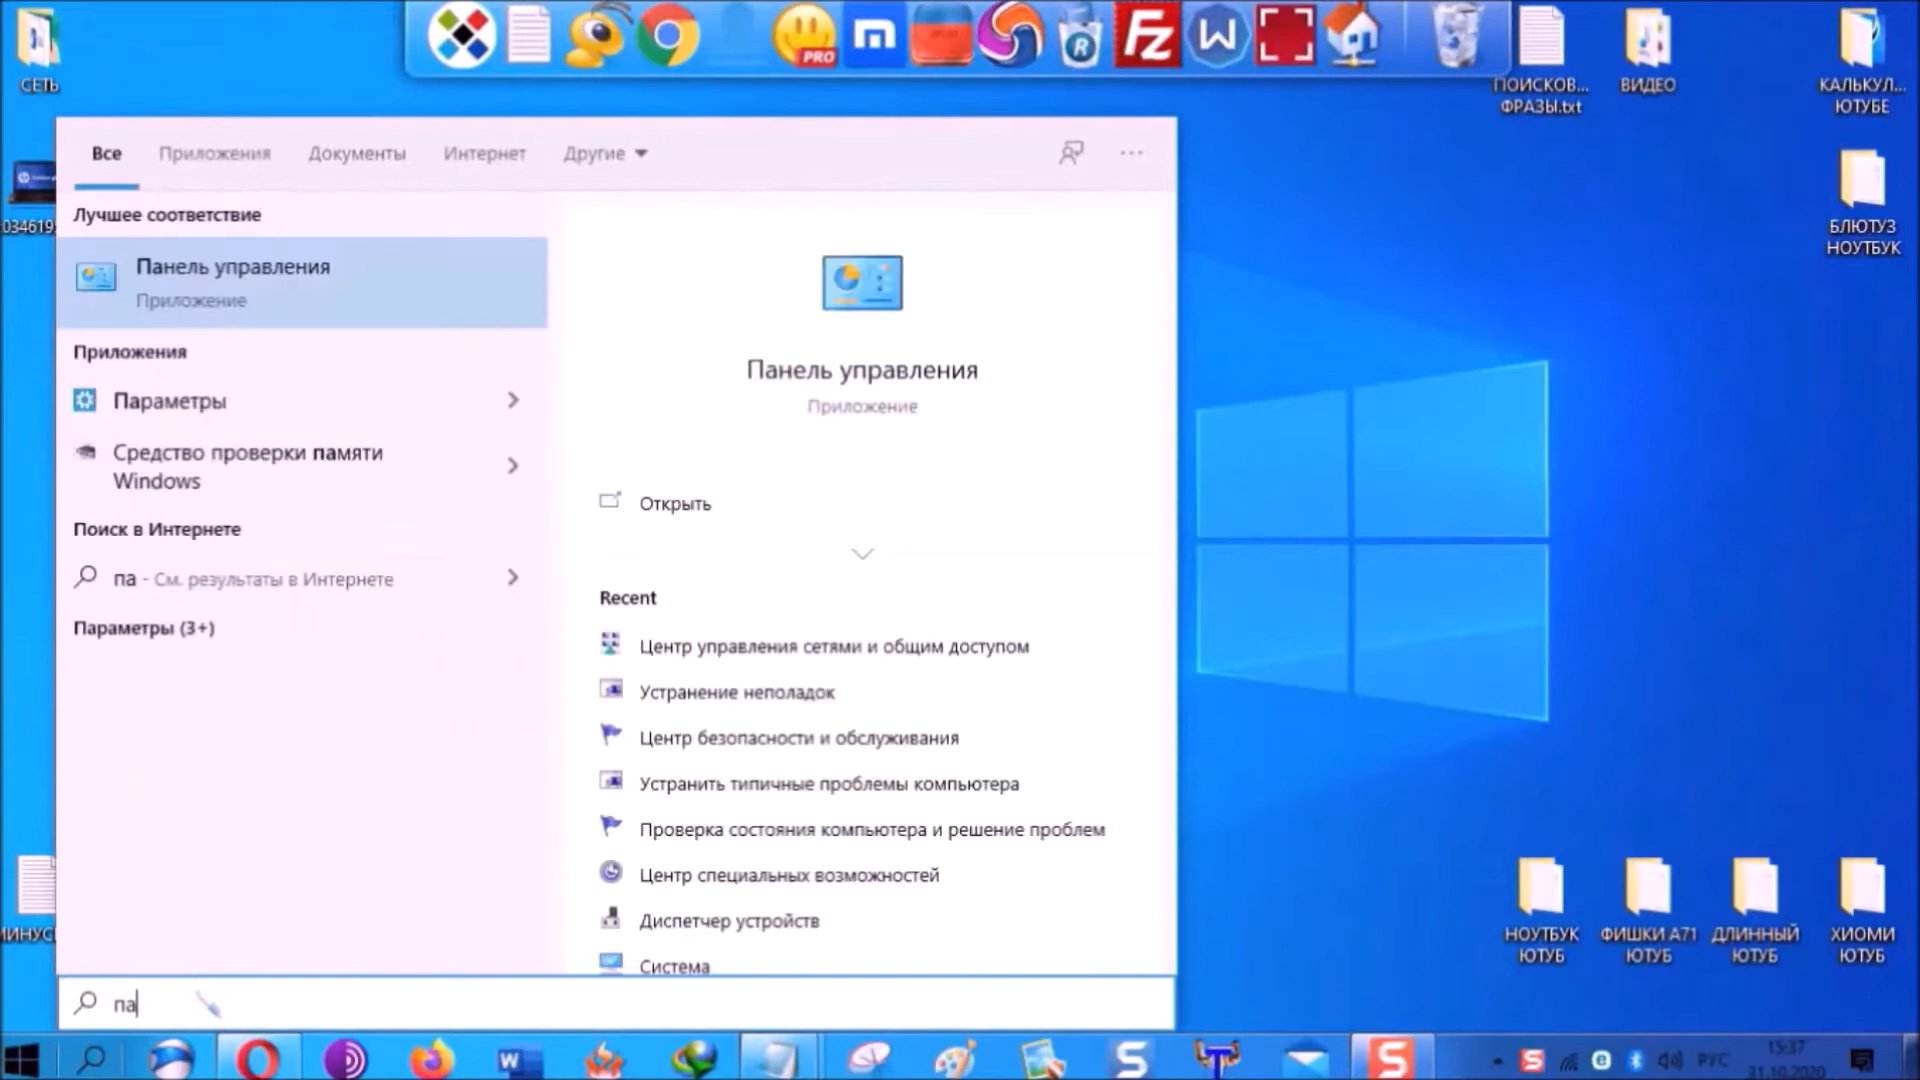 СЕТЬ
PRO
ПОИСКОВ...
ФРАЗЫ.txt
ВИДЕО
КАЛЬКУЛ...
ЮТУБЕ
БЛЮТУЗ
НОУТБУК
034619
Все
Приложения
Документы
Интернет
Другие
Лучшее соответствие
Панель управления
Приложение
Приложения
Параметры
Средство проверки памяти
Windows
Поиск в Интернете
па - См. результаты в Интернете
Параметры (3+)
Панель управления
Приложение
Открыть
Recent
Центр управления сетями и общим доступом
Устранение неполадок
Центр безопасности и обслуживания
Устранить типичные проблемы компьютера
Проверка состояния компьютера и решение проблем
Центр специальных возможностей
Диспетчер устройств
Система
па
НОУТБУК
ЮТУБ
ФИШКИ А71
ЮТУБ
ДЛИННЫЙ
ЮТУБ
ХИОМИ
ЮТУБ
РУС
15:37
31.10.2020